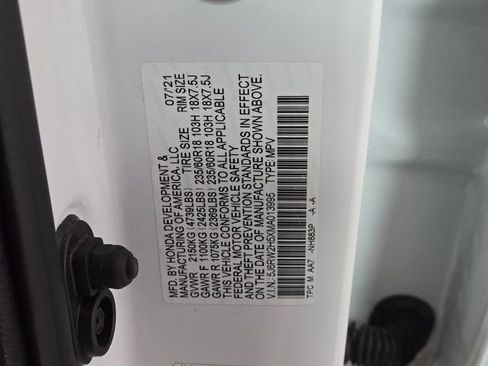 MFD. BY HONDA DEVELOPMENT & 07/'21
MANUFACTURING OF AMERICA, LLC
TIRE SIZE RIM SIZE
GVWR 2150KG (4739LBS)
GAWR F 1100KG (2425LBS) 235/60R18 103H 18X7.5J
GAWR R 1075KG (2369LBS) 235/60R18 103H 18X7.5J
THIS VEHICLE CONFORMS TO ALL APPLICABLE
FEDERAL MOTOR VEHICLE SAFETY
AND THEFT PREVENTION STANDARDS IN EFFECT
ON THE DATE OF MANUFACTURE SHOWN ABOVE.
V.I.N.: 5J6RW2H5XMA013995 TYPE: MPV
TPC M AA7 -NH883P -A -A